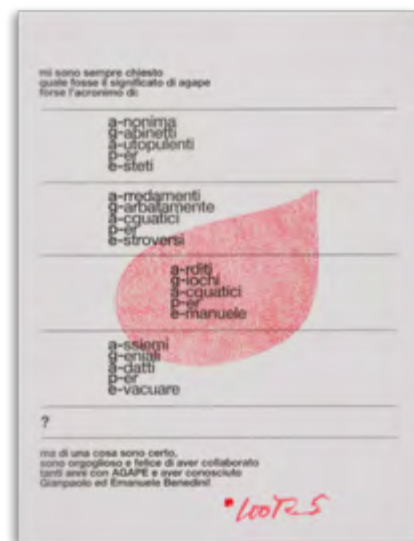 mi sono sempre chiesto
quale fosse il significato di agape
forse l'acronimo di:
a-nonima
g-abinetti
a-utopulenti
p-er
e-steti
a-rredamenti
g-arbatamente
a-cquatici
p-er
e-stroversi
a-rditi
g-iochi
a-cquatici
p-er
e-manuele
a-ssiemi
g-eniali
a-datti
p-er
e-vacuare
?
ma di una cosa sono certo,
sono orgoglioso e felice di aver collaborato
tanti anni con AGAPE e aver conosciuto
Gianpaolo ed Emanuele Benedini!